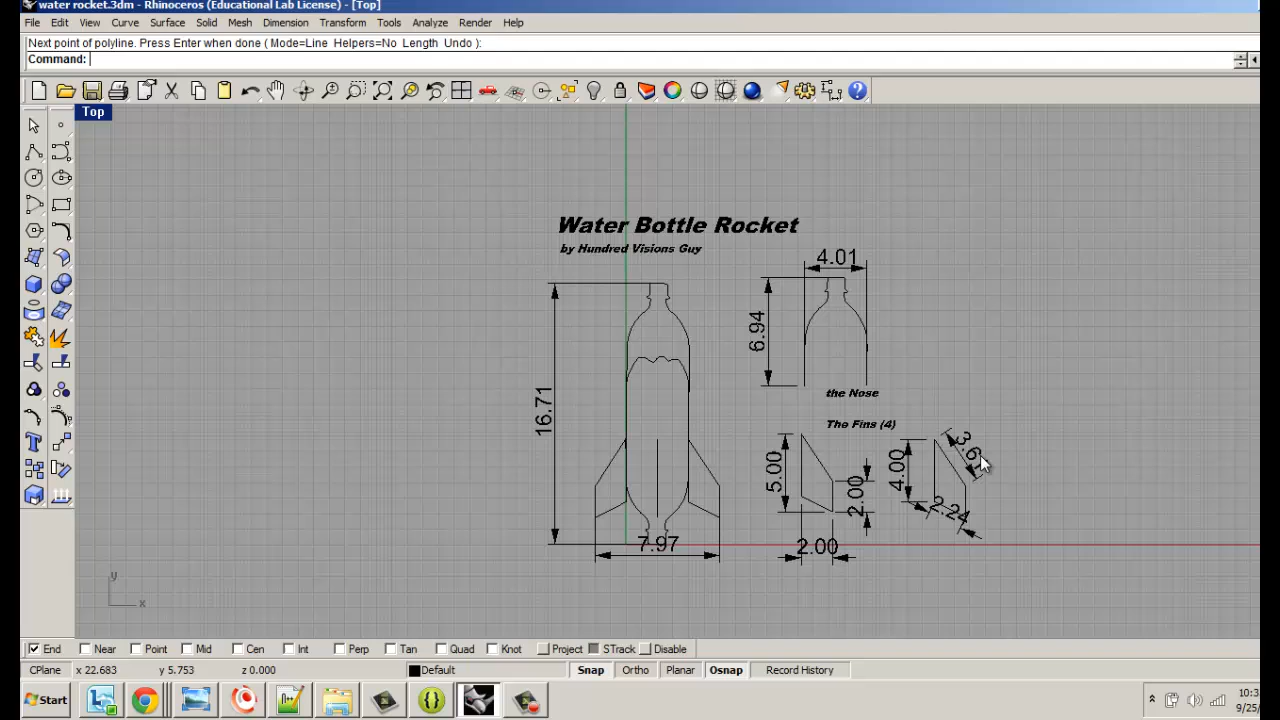 water rocket.3dm - Rhinoceros (Educational Lab License) - [Top]
File Edit View Curve Surface Solid Mesh Dimension Transform Tools Analyze Render Help
Next point of polyline. Press Enter when done ( Mode=Line Helpers=No Length Undo ):
Command:
Top
Water Bottle Rocket
by Hundred Visions Guy
4.01
6.94
16.71
the Nose
The Fins (4)
5.00
2.00
4.00
2.24
7.97
2.00
y
x
End Near Point Mid Cen Int Perp Tan Quad Knot Project STrack Disable
CPlane x 22.683 y 5.753 z 0.000 Default Snap Ortho Planar Osnap Record History
Start
9/25/